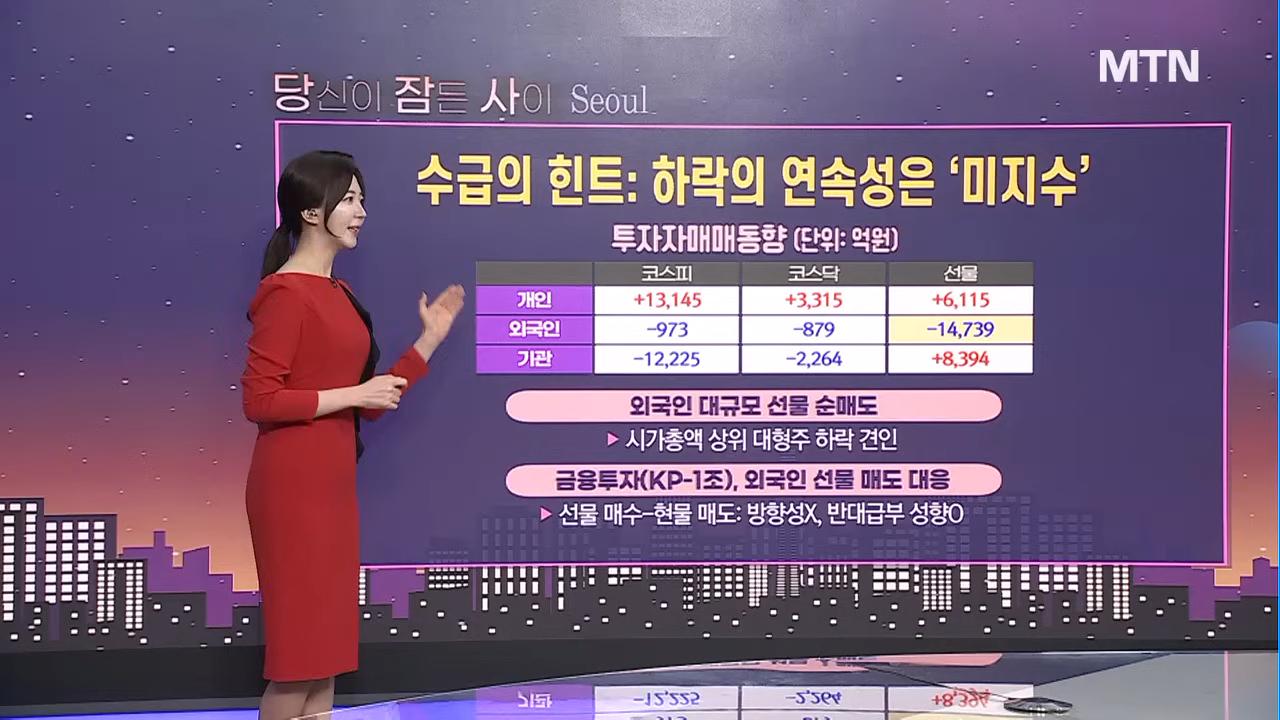 MTN
당신이 잠든 사이 Seoul
수급의 힌트: 하락의 연속성은 ‘미지수’
투자자매매동향 (단위: 억원)
코스피 코스닥 선물
개인 +13,145 +3,315 +6,115
외국인 -973 -879 -14,739
기관 -12,225 -2,264 +8,394
외국인 대규모 선물 순매도
▶ 시가총액 상위 대형주 하락 견인
금융투자(KP-1조), 외국인 선물 매도 대응
▶ 선물 매수-현물 매도: 방향성X, 반대급부 성향O